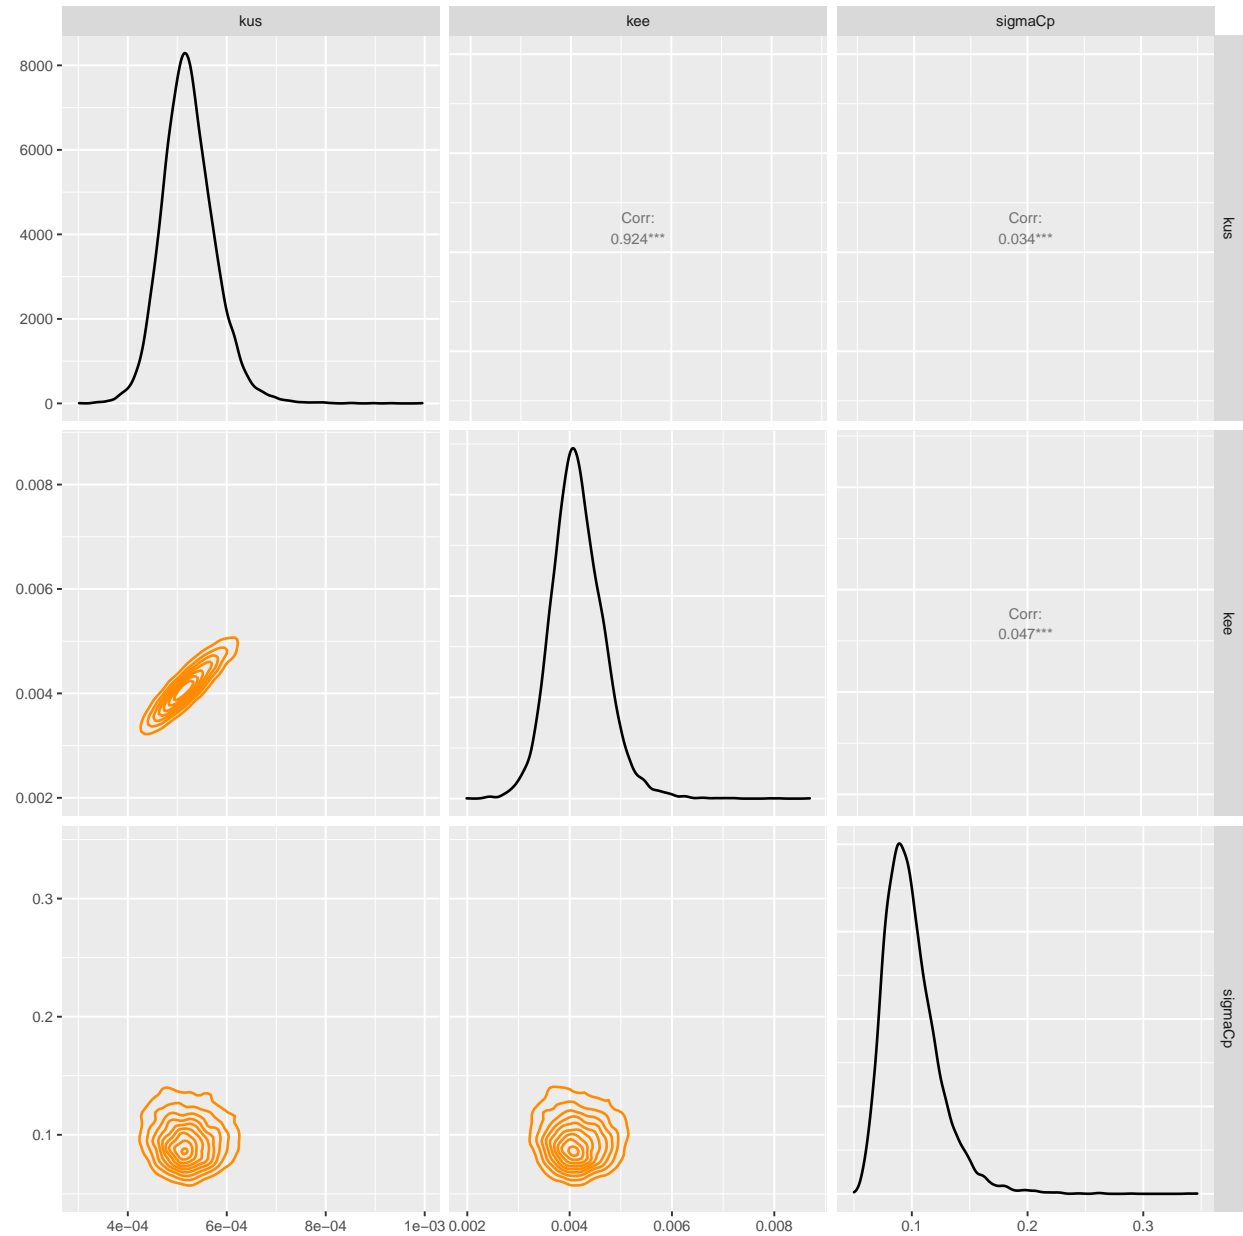 kus kee sigmaCp
8000
6000
4000
2000
0
Corr:
0.924***
Corr:
0.034***
kus
0.008
0.006
0.004
0.002
Corr:
0.047***
kee
0.3
0.2
0.1
sigmaCp
4e−04 6e−04 8e−04 1e−03 0.002 0.004 0.006 0.008 0.1 0.2 0.3